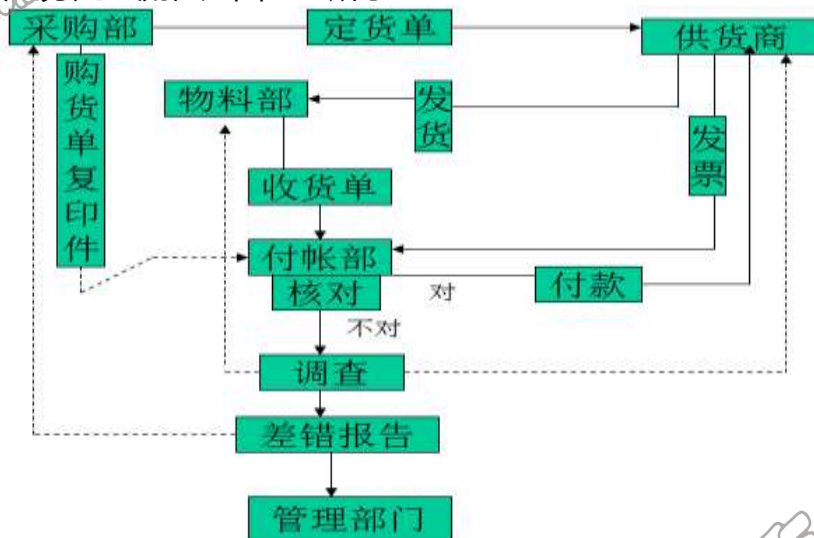 采购部
定货单
供货商
购货单复印件
物料部
发货
发票
收货单
付帐部
核对
对
付款
不对
调查
差错报告
管理部门